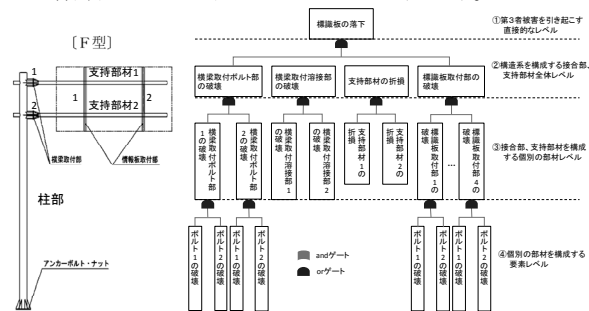 ［Ｆ型］
1
支持部材1
1
2
2
支持部材2
横梁取付部
情報板取付部
柱部
アンカーボルト・ナット
標識板の落下
①第３者被害を引き起こす
直接的なレベル
横梁取付ボルト部
の破壊
横梁取付溶接部
の破壊
支持部材の折損
標識板取付部の
破壊
②構造系を構成する接合部、
支持部材全体レベル
横梁取付ボルト部
1の破壊
横梁取付ボルト部
2の破壊
横梁取付溶接部1
の破壊
横梁取付溶接部2
の破壊
支持部材1の
折損
支持部材2の
折損
標識板取付部1の
破壊
…
標識板取付部4の
破壊
③接合部、支持部材を構成
する個別の部材レベル
ボルト1の破壊
ボルト2の破壊
ボルト1の破壊
ボルト2の破壊
ボルト1の破壊
ボルト2の破壊
ボルト1の破壊
ボルト2の破壊
④個別の部材を構成する
要素レベル
andゲート
orゲート